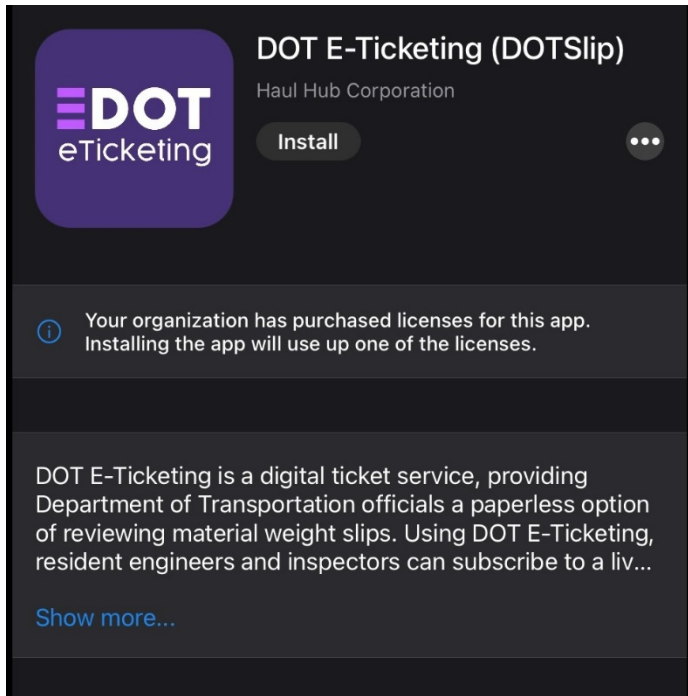 DOT
eTicketing
DOT E-Ticketing (DOTSlip)
Haul Hub Corporation
Install
Your organization has purchased licenses for this app.
Installing the app will use up one of the licenses.
DOT E-Ticketing is a digital ticket service, providing
Department of Transportation officials a paperless option
of reviewing material weight slips. Using DOT E-Ticketing,
resident engineers and inspectors can subscribe to a liv...
Show more...